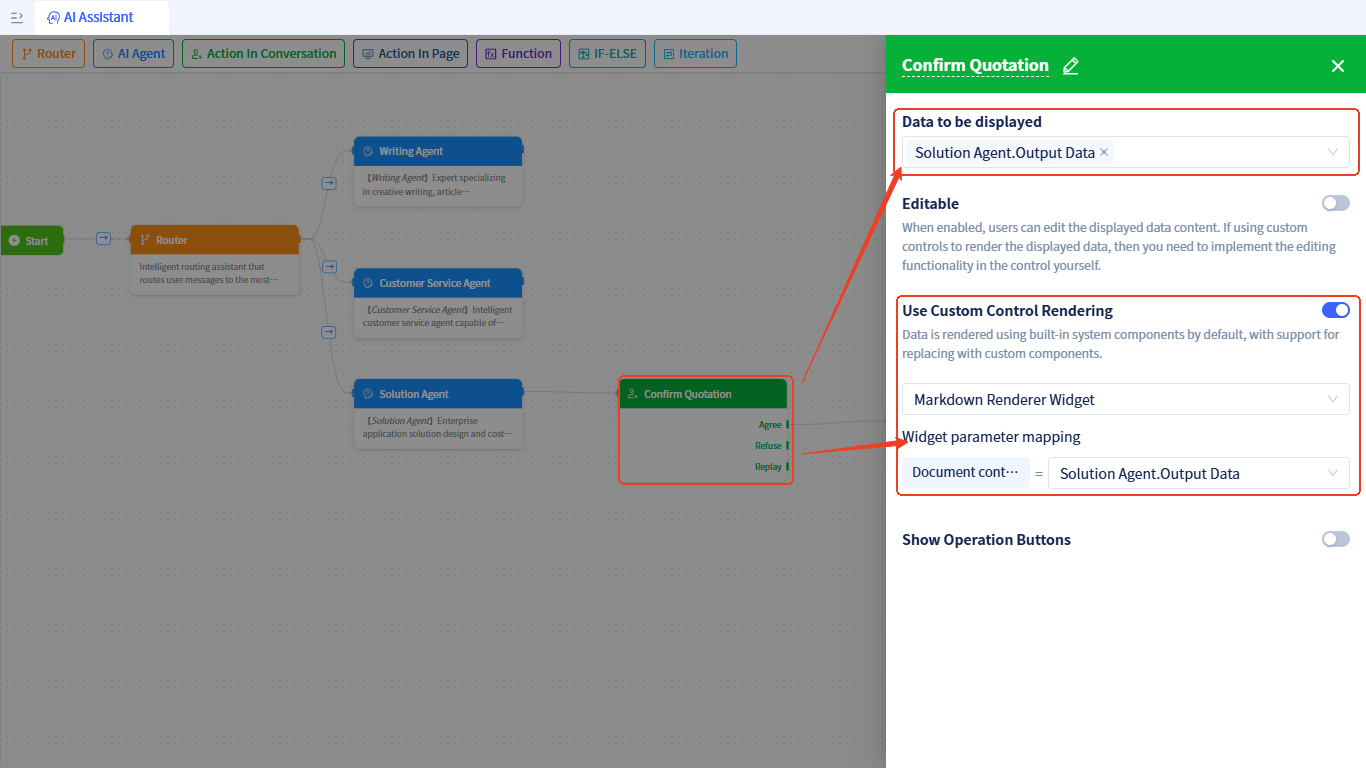 AI Assistant
Router
AI Agent
Action In Conversation
Action In Page
Function
IF-ELSE
Iteration
Start
Router
Intelligent routing assistant that
routes user messages to the most···
Writing Agent
【Writing Agent】Expert specializing
in creative writing, article···
Customer Service Agent
【Customer Service Agent】Intelligent
customer service agent capable of···
Solution Agent
【Solution Agent】Enterprise
application solution design and cost···
Confirm Quotation
Agree
Refuse
Replay
Confirm Quotation
Data to be displayed
Solution Agent.Output Data
Editable
When enabled, users can edit the displayed data content. If using custom
controls to render the displayed data, then you need to implement the editing
functionality in the control yourself.
Use Custom Control Rendering
Data is rendered using built-in system components by default, with support for
replacing with custom components.
Markdown Renderer Widget
Widget parameter mapping
Document cont··· = Solution Agent.Output Data
Show Operation Buttons